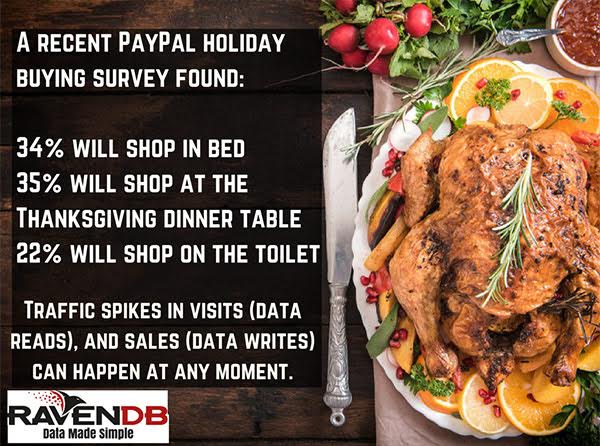 A RECENT PAYPAL HOLIDAY
BUYING SURVEY FOUND:
34% WILL SHOP IN BED
35% WILL SHOP AT THE
THANKSGIVING DINNER TABLE
22% WILL SHOP ON THE TOILET
TRAFFIC SPIKES IN VISITS (DATA
READS), AND SALES (DATA WRITES)
CAN HAPPEN AT ANY MOMENT.
RAVENDB
Data Made Simple